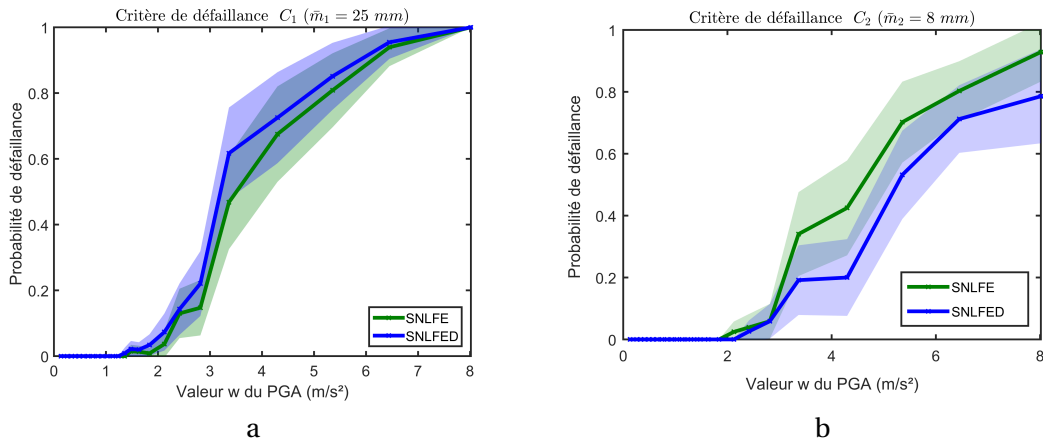 Critère de défaillance C₁ (m̄₁ = 25 mm)
Probabilité de défaillance
1
0.8
0.6
0.4
0.2
0
0 1 2 3 4 5 6 7 8
Valeur w du PGA (m/s²)
SNLFE
SNLFED
a
Critère de défaillance C₂ (m̄₂ = 8 mm)
Probabilité de défaillance
1
0.8
0.6
0.4
0.2
0
0 2 4 6 8
Valeur w du PGA (m/s²)
SNLFE
SNLFED
b